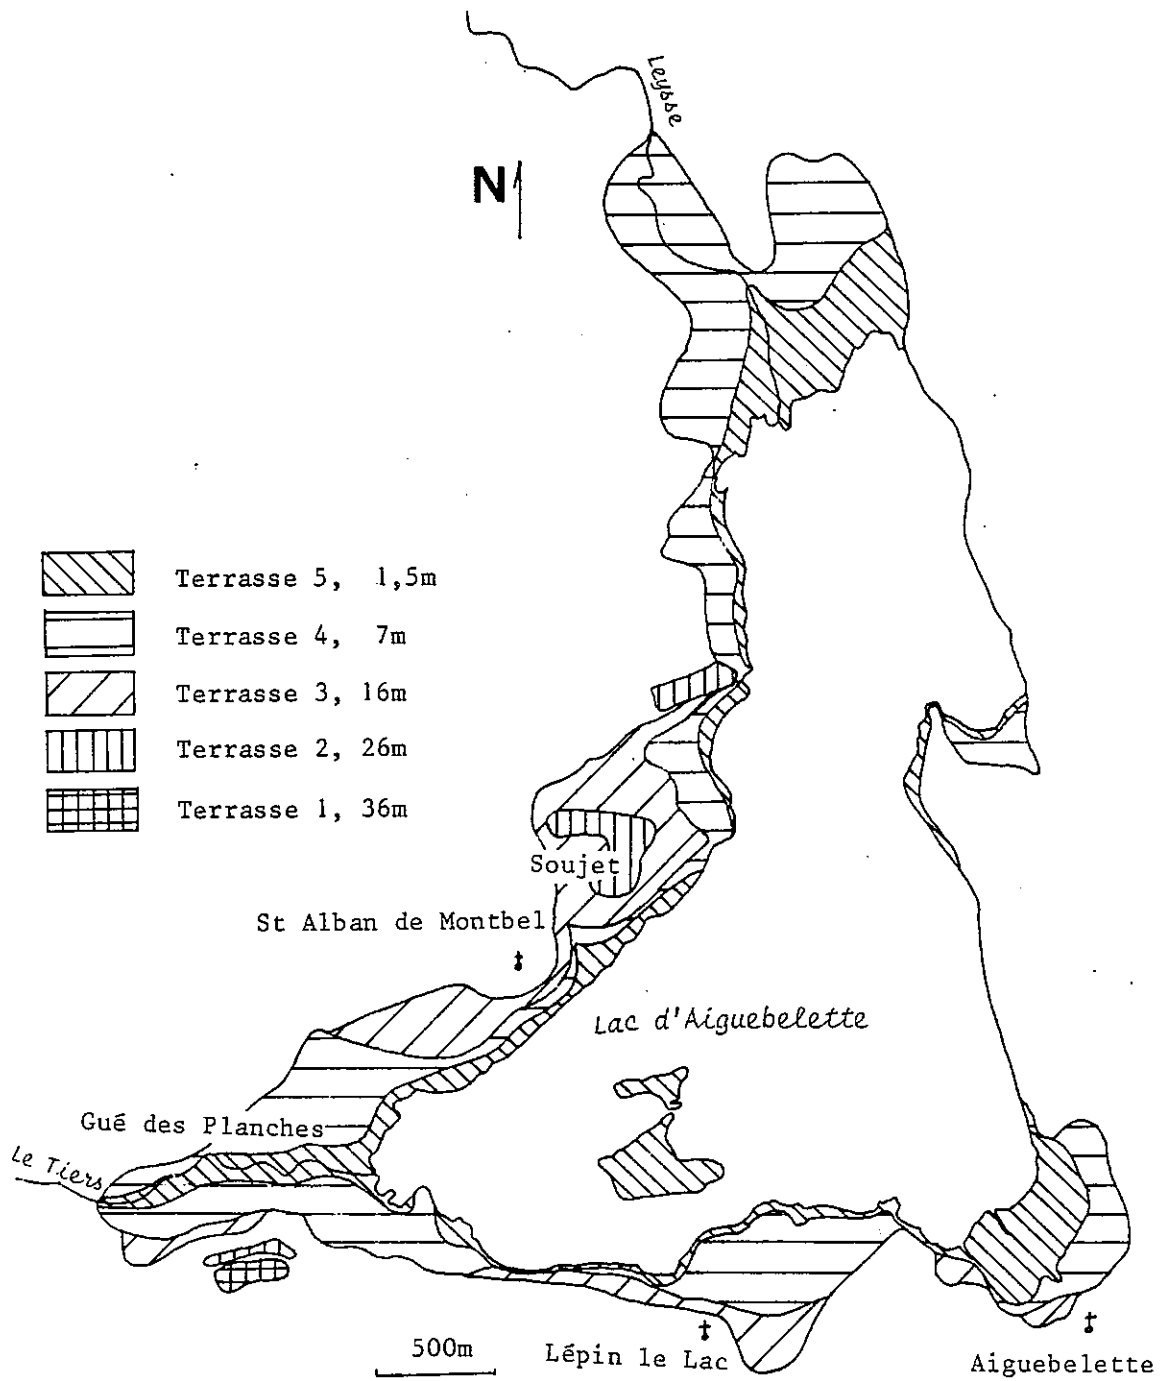 Leysse
N
Terrasse 5, 1,5m
Terrasse 4, 7m
Terrasse 3, 16m
Terrasse 2, 26m
Terrasse 1, 36m
Soujet
St Alban de Montbel
Lac d'Aiguebelette
Gué des Planches
Le Tiers
500m
Lépin le Lac
Aiguebelette